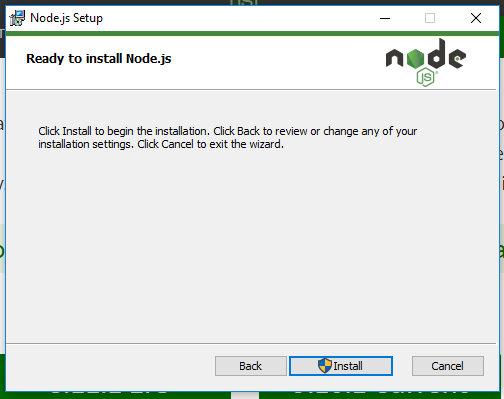 Node.js Setup
Ready to install Node.js
node
JS
Click Install to begin the installation. Click Back to review or change any of your
installation settings. Click Cancel to exit the wizard.
Back
Install
Cancel